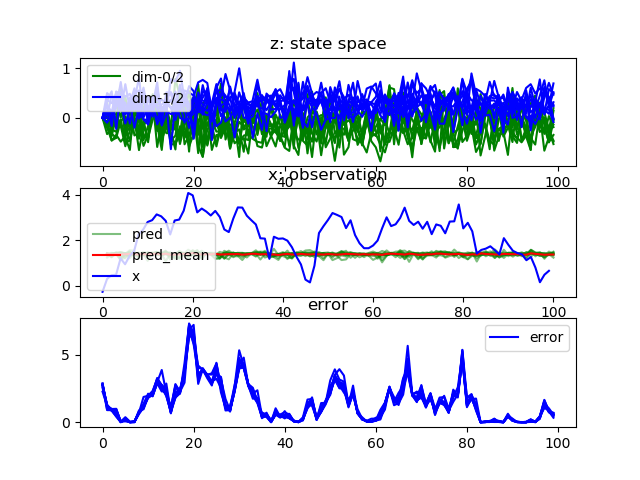 z: state space
1
0
dim-0/2
dim-1/2
0 20 40 60 80 100
x: observation
4
2
0
pred
pred_mean
x
0 20 40 60 80 100
error
5
0
error
0 20 40 60 80 100